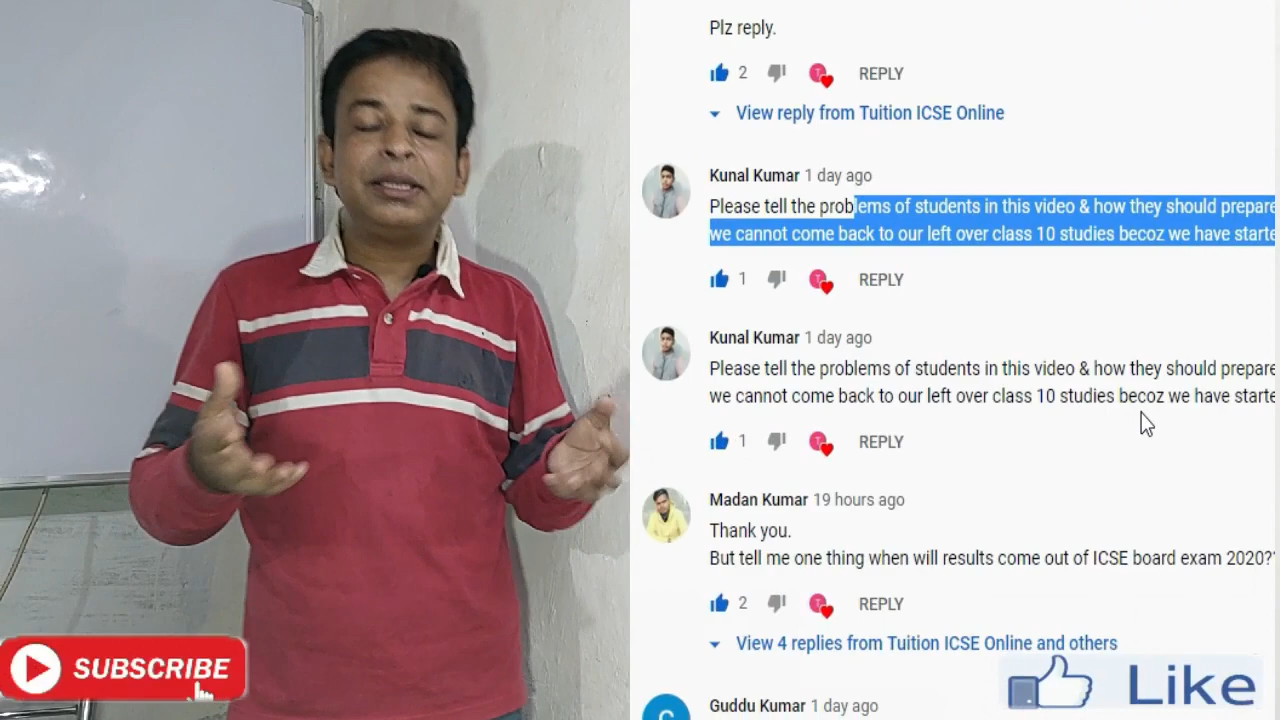 Plz reply.
2 REPLY
View reply from Tuition ICSE Online
Kunal Kumar 1 day ago
Please tell the problems of students in this video & how they should prepare
we cannot come back to our left over class 10 studies becoz we have starte
1 REPLY
Kunal Kumar 1 day ago
Please tell the problems of students in this video & how they should prepare
we cannot come back to our left over class 10 studies becoz we have starte
1 REPLY
Madan Kumar 19 hours ago
Thank you.
But tell me one thing when will results come out of ICSE board exam 2020?
2 REPLY
View 4 replies from Tuition ICSE Online and others
Guddu Kumar 1 day ago
SUBSCRIBE
Like